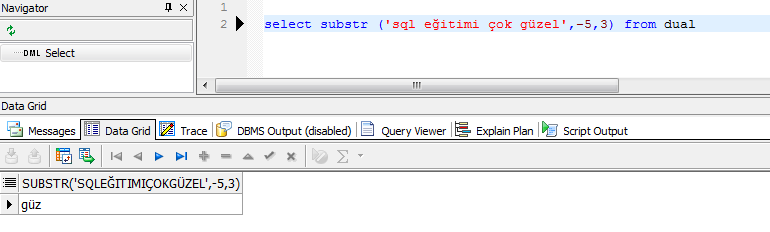 Navigator
DML Select
1
2 select substr ('sql eğitimi çok güzel',-5,3) from dual
Data Grid
Messages Data Grid Trace DBMS Output (disabled) Query Viewer Explain Plan Script Output
SUBSTR('SQLEĞITIMIÇOKGÜZEL',-5,3)
güz